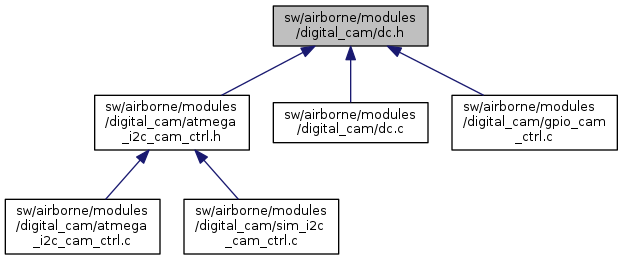 sw/airborne/modules
/digital_cam/dc.h
sw/airborne/modules
/digital_cam/atmega
_i2c_cam_ctrl.h
sw/airborne/modules
/digital_cam/dc.c
sw/airborne/modules
/digital_cam/gpio_cam
_ctrl.c
sw/airborne/modules
/digital_cam/atmega
_i2c_cam_ctrl.c
sw/airborne/modules
/digital_cam/sim_i2c
_cam_ctrl.c